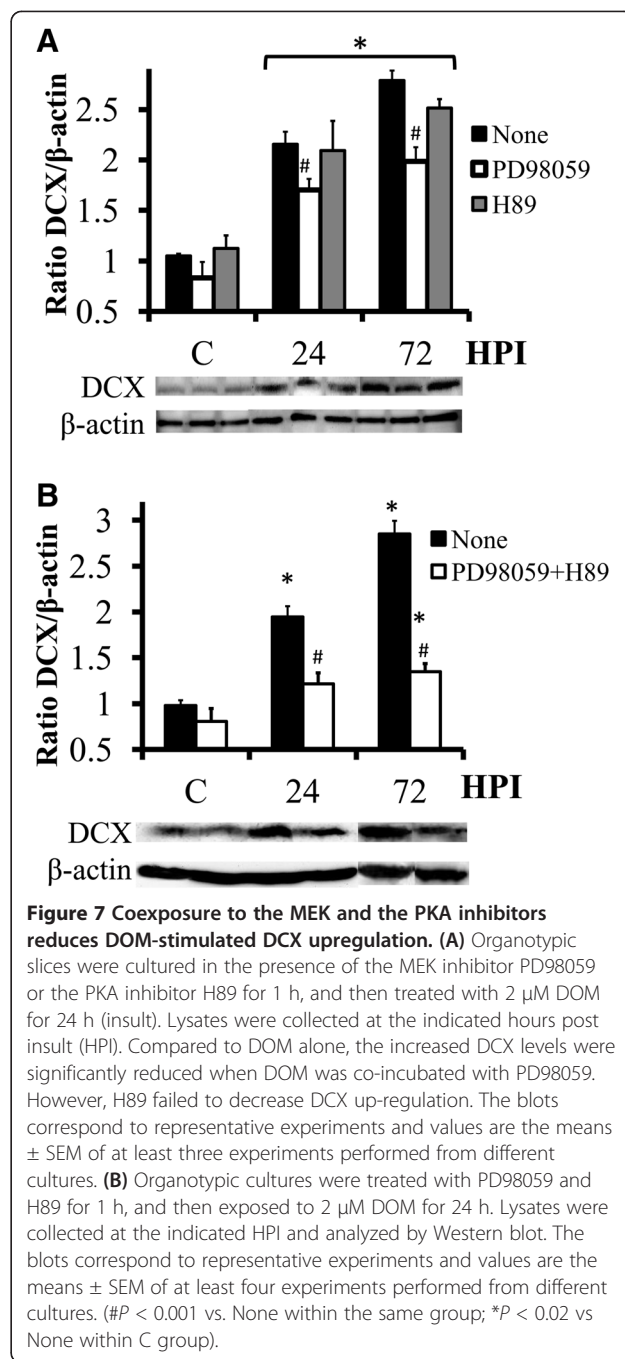 A
*
2.5
2
1.5
1
0.5
Ratio DCX/β-actin
#
#
None
PD98059
H89
C 24 72 HPI
DCX
β-actin
B
3
2.5
2
1.5
1
0.5
Ratio DCX/β-actin
*
#
*
*
#
None
PD98059+H89
C 24 72 HPI
DCX
β-actin
Figure 7 Coexposure to the MEK and the PKA inhibitors
reduces DOM-stimulated DCX upregulation. (A) Organotypic
slices were cultured in the presence of the MEK inhibitor PD98059
or the PKA inhibitor H89 for 1 h, and then treated with 2 μM DOM
for 24 h (insult). Lysates were collected at the indicated hours post
insult (HPI). Compared to DOM alone, the increased DCX levels were
significantly reduced when DOM was co-incubated with PD98059.
However, H89 failed to decrease DCX up-regulation. The blots
correspond to representative experiments and values are the means
± SEM of at least three experiments performed from different
cultures. (B) Organotypic cultures were treated with PD98059 and
H89 for 1 h, and then exposed to 2 μM DOM for 24 h. Lysates were
collected at the indicated HPI and analyzed by Western blot. The
blots correspond to representative experiments and values are the
means ± SEM of at least four experiments performed from different
cultures. (#P < 0.001 vs. None within the same group; *P < 0.02 vs
None within C group).